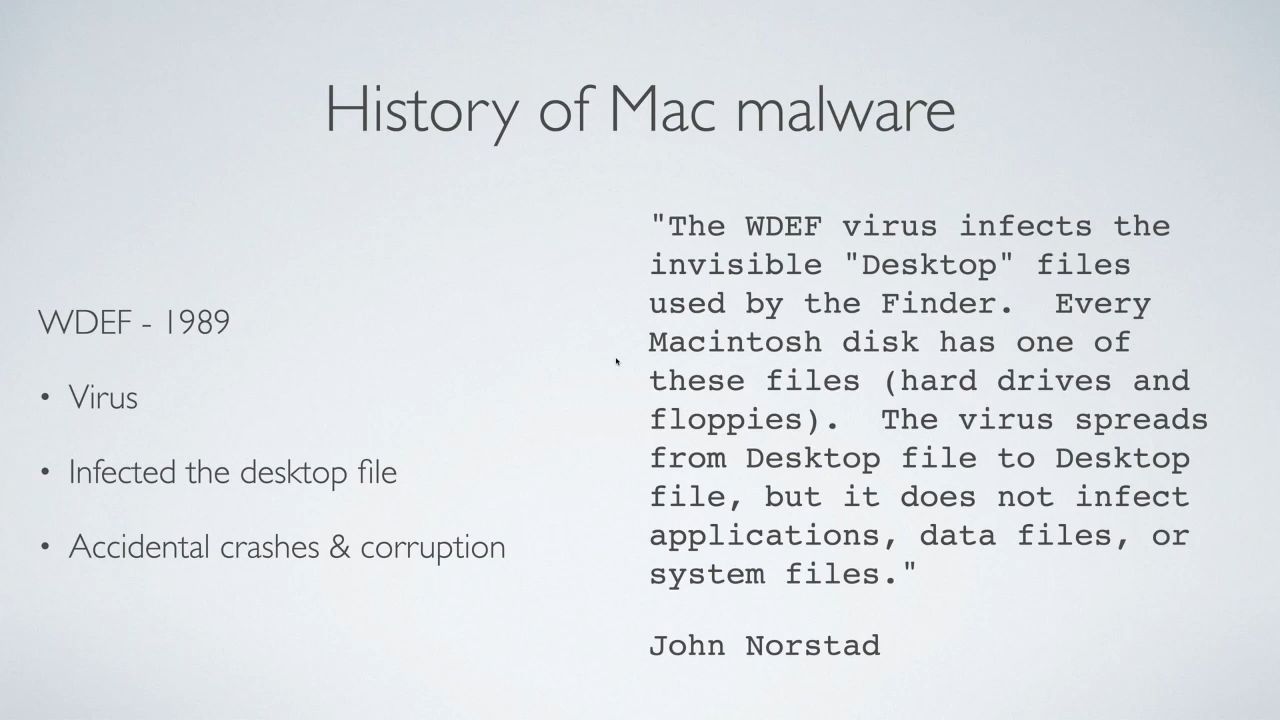 History of Mac malware
WDEF - 1989
• Virus
• Infected the desktop file
• Accidental crashes & corruption
"The WDEF virus infects the
invisible "Desktop" files
used by the Finder.  Every
Macintosh disk has one of
these files (hard drives and
floppies).  The virus spreads
from Desktop file to Desktop
file, but it does not infect
applications, data files, or
system files."
John Norstad